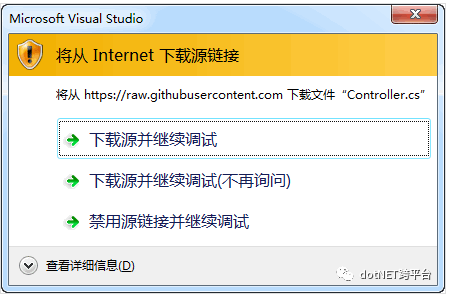 Microsoft Visual Studio
将从 Internet 下载源链接
将从 https://raw.githubusercontent.com 下载文件“Controller.cs”
下载源并继续调试
下载源并继续调试(不再询问)
禁用源链接并继续调试
查看详细信息(D)
dotNET跨平台